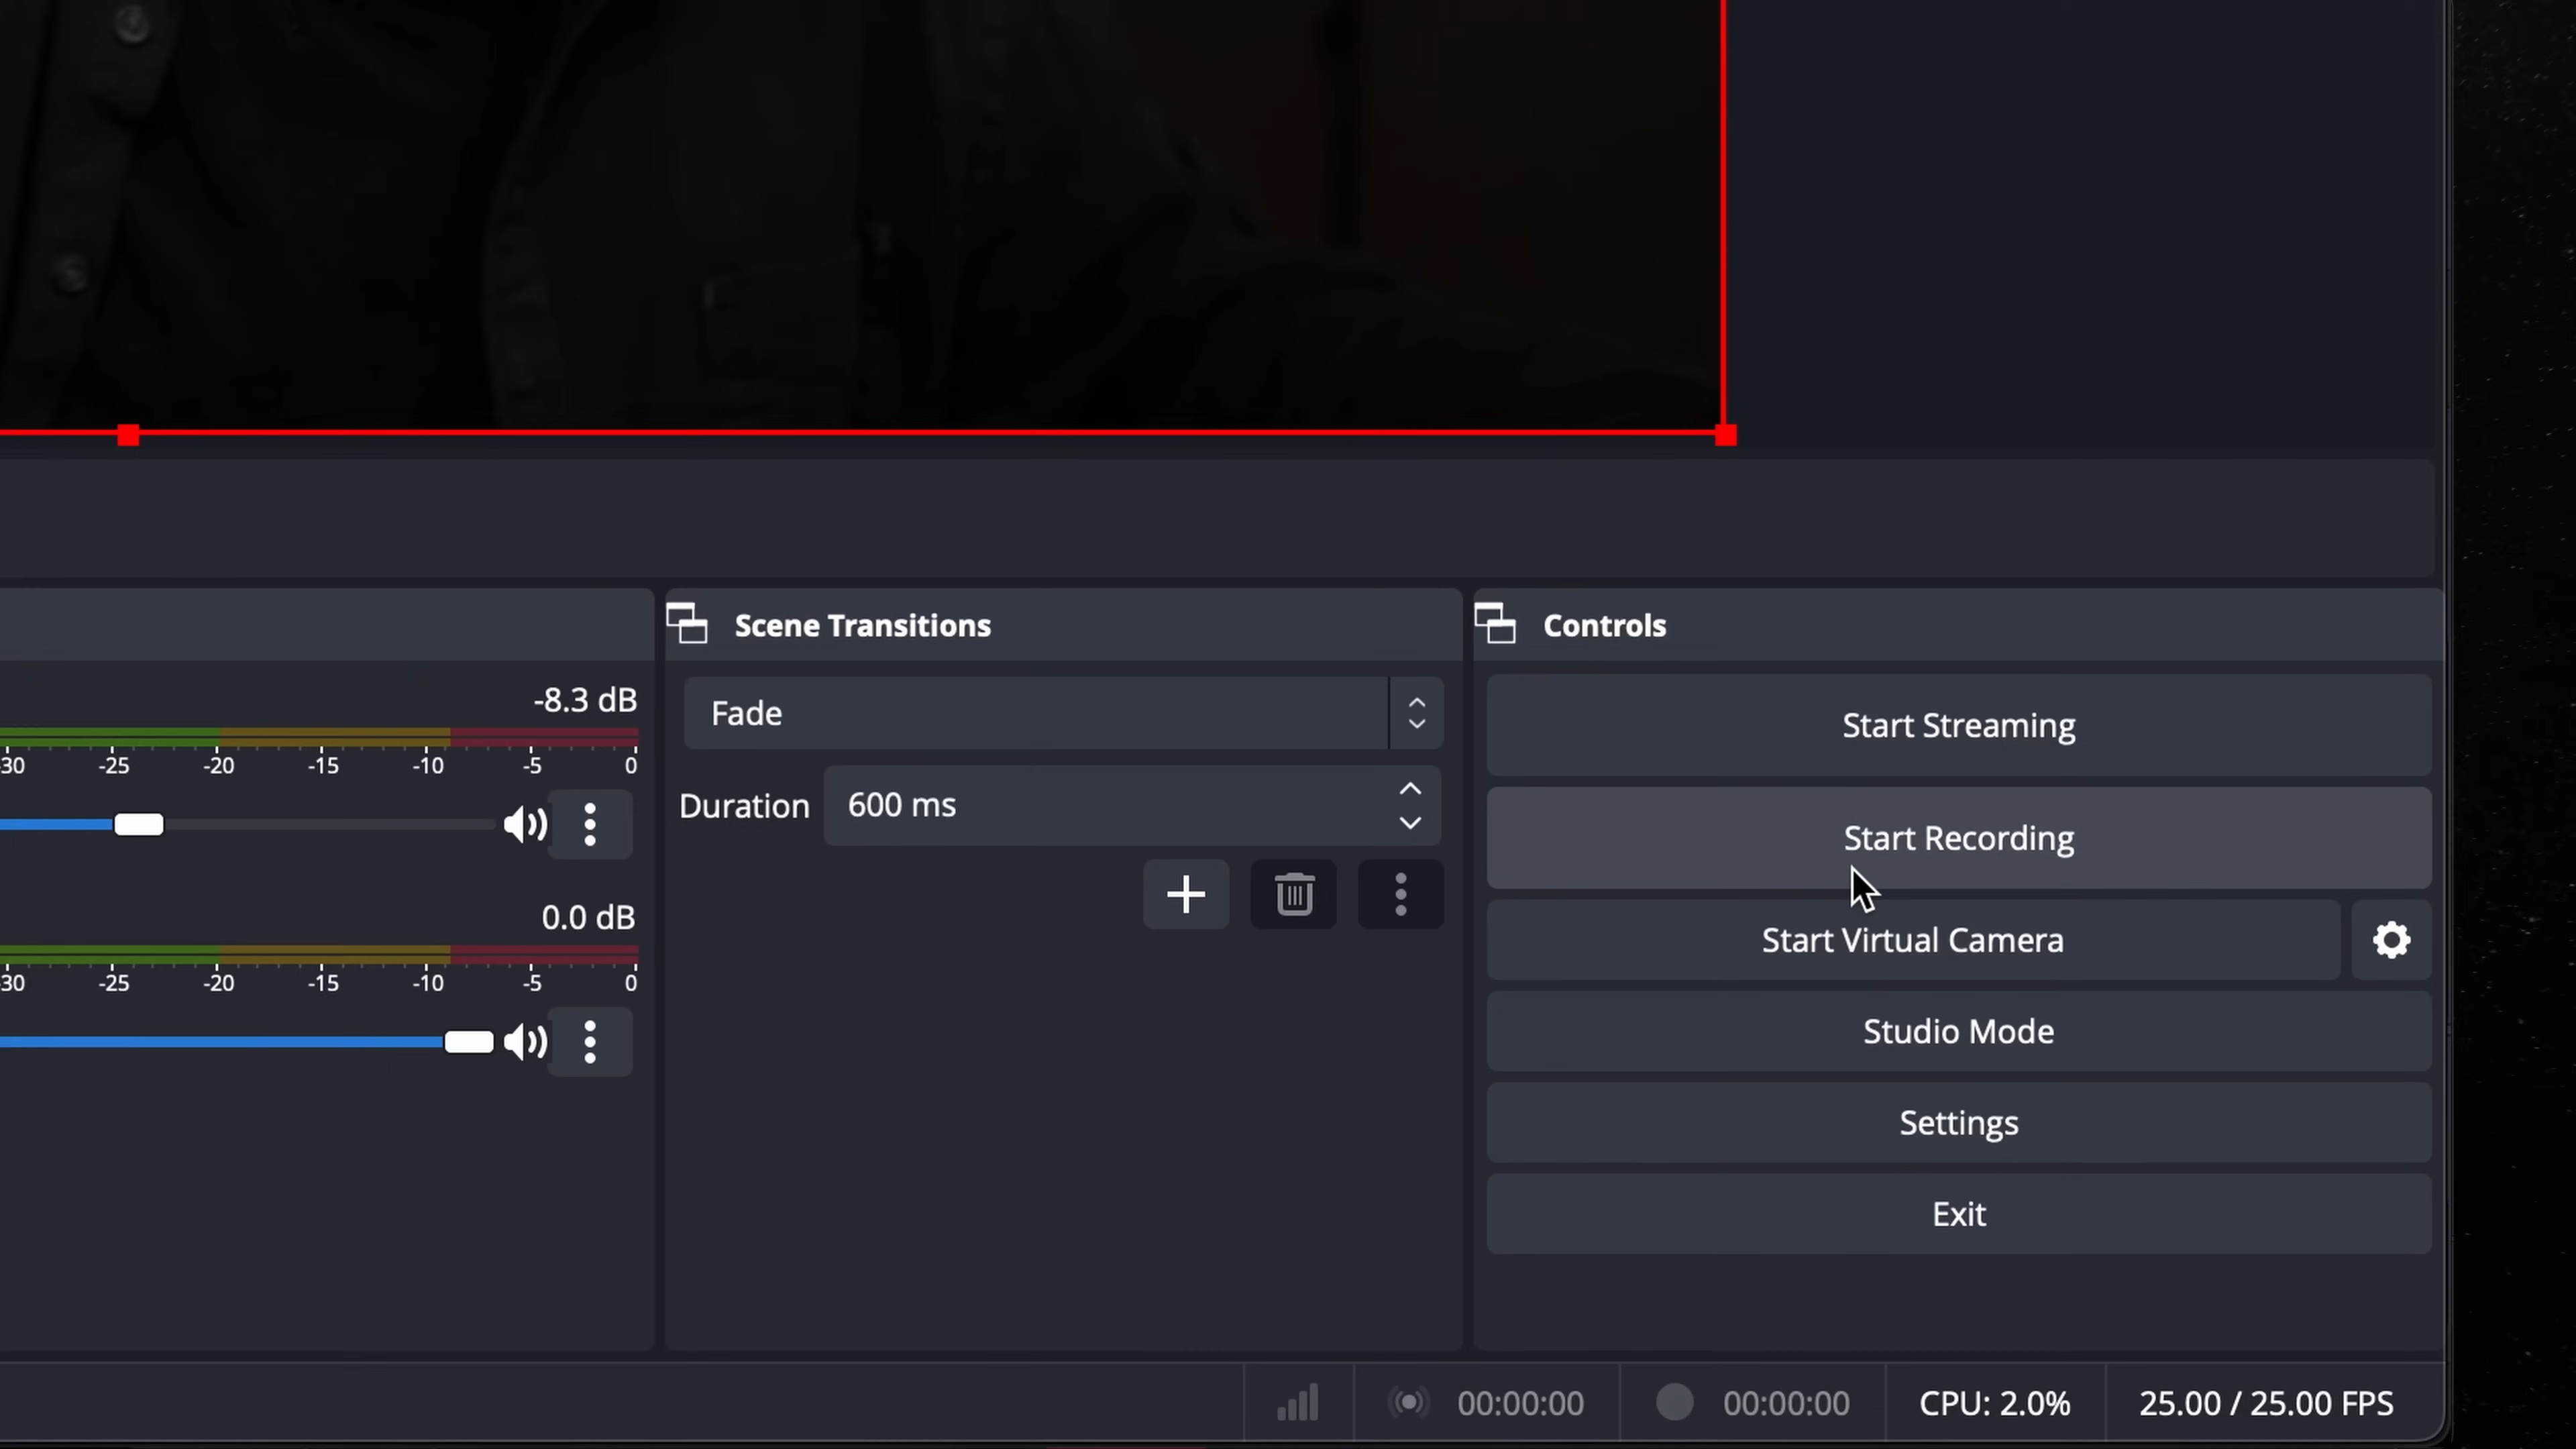 -8.3 dB
-30 -25 -20 -15 -10 -5 0
0.0 dB
-30 -25 -20 -15 -10 -5 0
Scene Transitions
Fade
Duration 600 ms
Controls
Start Streaming
Start Recording
Start Virtual Camera
Studio Mode
Settings
Exit
00:00:00 00:00:00 CPU: 2.0% 25.00 / 25.00 FPS